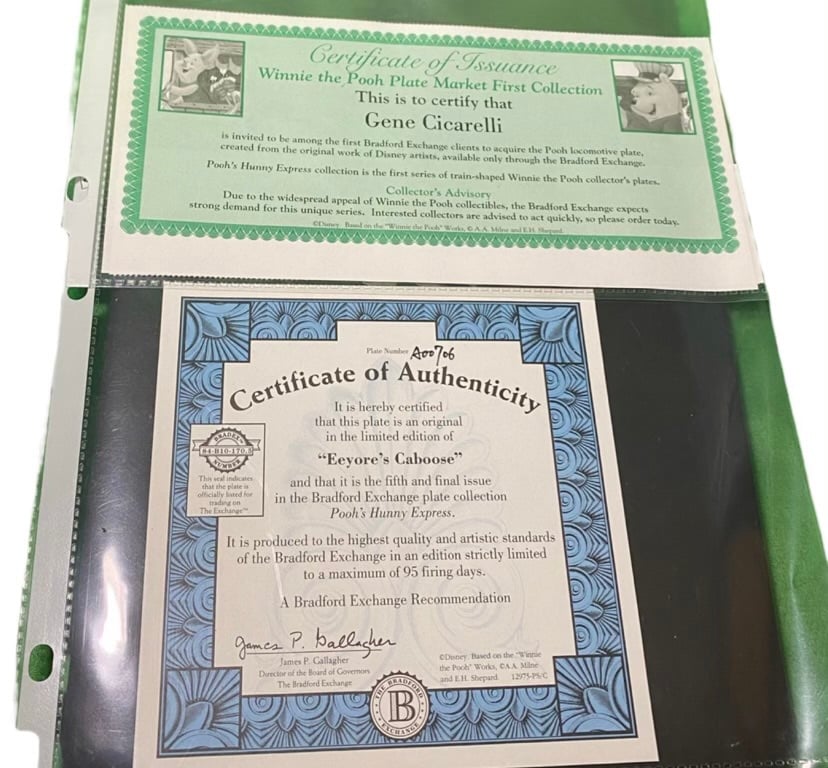 Certificate of Issuance
Winnie the Pooh Plate Market First Collection
This is to certify that
Gene Cicarelli
is invited to be among the first Bradford Exchange clients to acquire the Pooh locomotive plate,
created from the original work of Disney artists, available only through the Bradford Exchange.
Pooh's Hunny Express collection is the first series of train-shaped Winnie the Pooh collector's plates.
Collector's Advisory
Due to the widespread appeal of Winnie the Pooh collectibles, the Bradford Exchange expects
strong demand for this unique series. Interested collectors are advised to act quickly, so please order today.
©Disney. Based on the "Winnie the Pooh" Works, © A.A. Milne and E.H. Shepard.
Plate Number A00706
Certificate of Authenticity
It is hereby certified
that this plate is an original
in the limited edition of
"Eeyore's Caboose"
and that it is the fifth and final issue
in the Bradford Exchange plate collection
Pooh's Hunny Express.
BRADEX
84-B10-170.5
NUMBER
This seal indicates
that the plate is
officially listed for
trading on
The Exchange™
It is produced to the highest quality and artistic standards
of the Bradford Exchange in an edition strictly limited
to a maximum of 95 firing days.
A Bradford Exchange Recommendation
James P. Gallagher
James P. Gallagher
Director of the Board of Governors
The Bradford Exchange
©Disney. Based on the "Winnie
the Pooh" Works, ©A.A. Milne
and E.H. Shepard. 12975-PS/C
THE BRADFORD
B
EXCHANGE